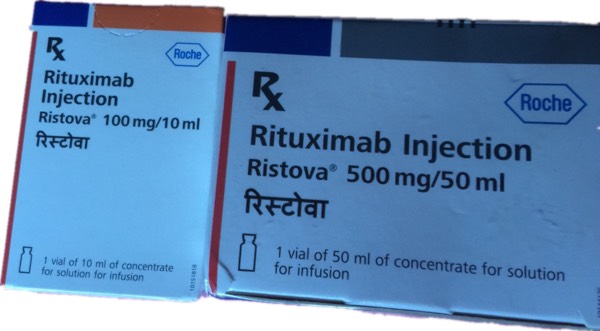 Rx
Roche
Rituximab
Injection
Ristova® 100 mg/10 ml
रिस्टोवा
1 vial of 10 ml of concentrate
for solution for infusion
10151818
Rx
Roche
Rituximab Injection
Ristova® 500 mg/50 ml
रिस्टोवा
1 vial of 50 ml of concentrate for solution
for infusion